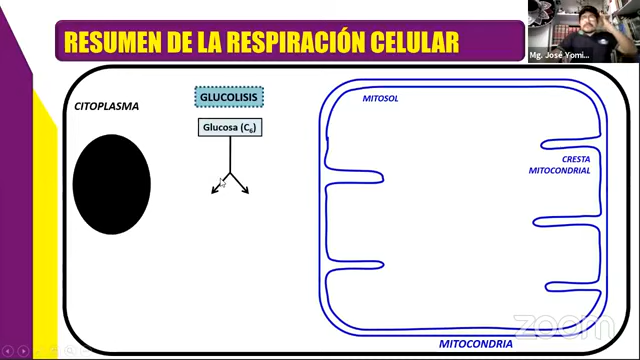 RESUMEN DE LA RESPIRACIÓN CELULAR
Mg. José Yomi...
CITOPLASMA
GLUCOLISIS
Glucosa (C₆)
MITOSOL
CRESTA
MITOCONDRIAL
MITOCONDRIA
zoom